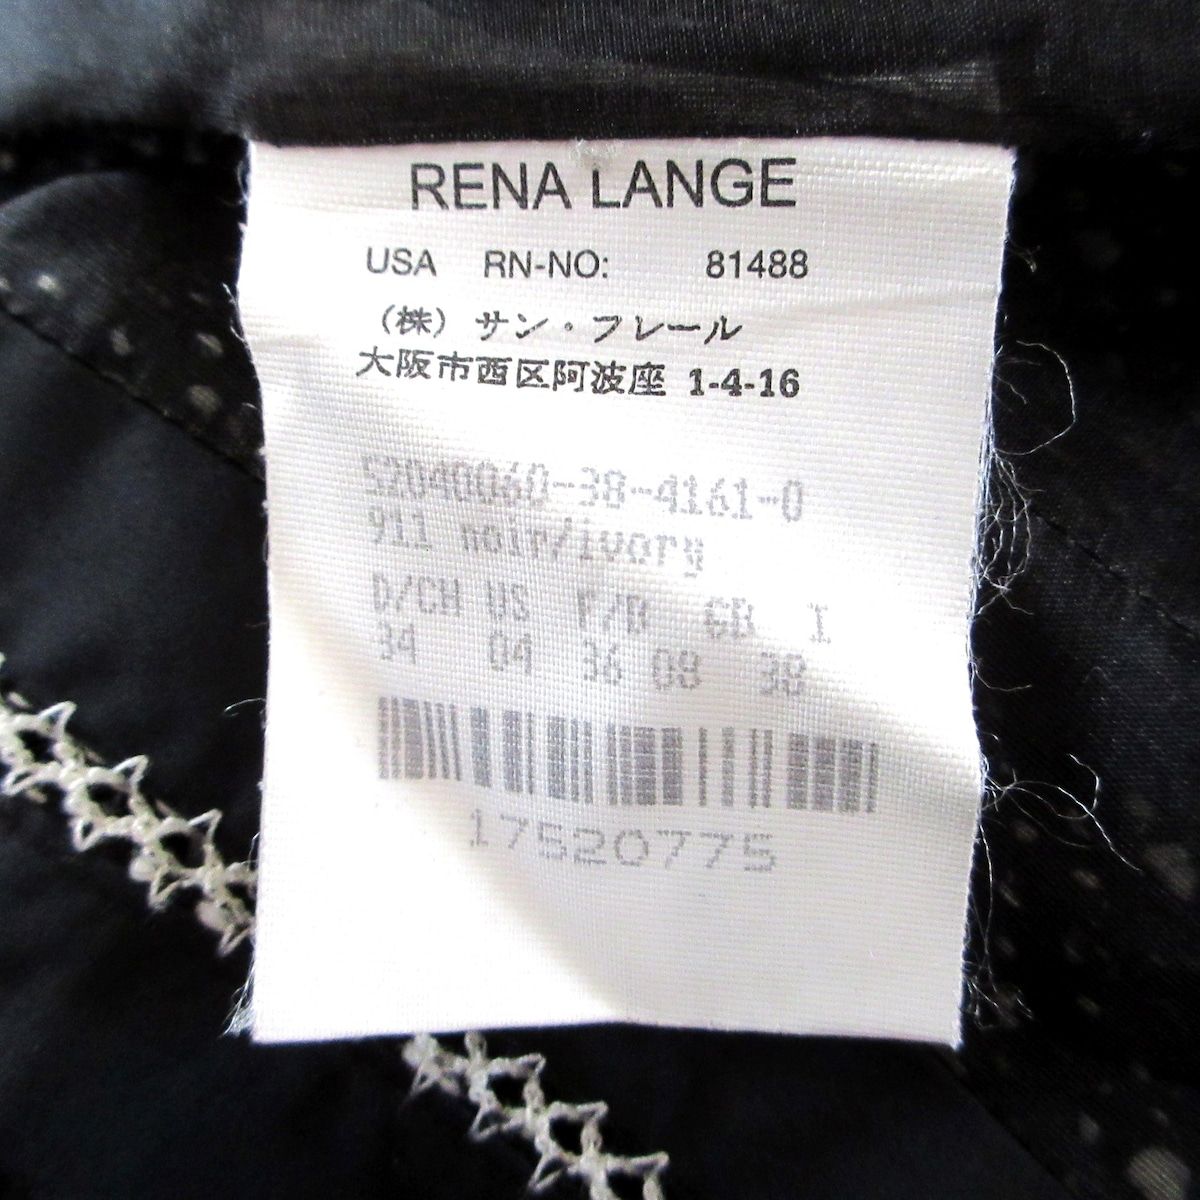 RENA LANGE
USA RN-NO: 81488
（株）サン・フレール
大阪市西区阿波座 1-4-16
52040060-38-4161-0
911 noir/ivory
D/CH US F/B GB I
34 04 36 08 38
17520775